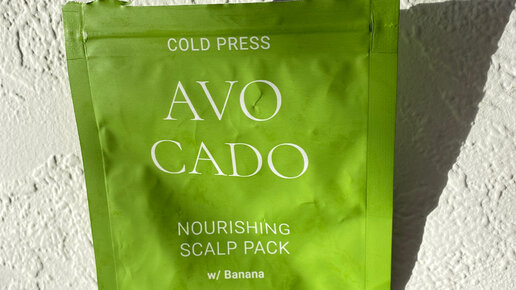 COLD PRESS
AVO
CADO
NOURISHING
SCALP PACK
w/ Banana